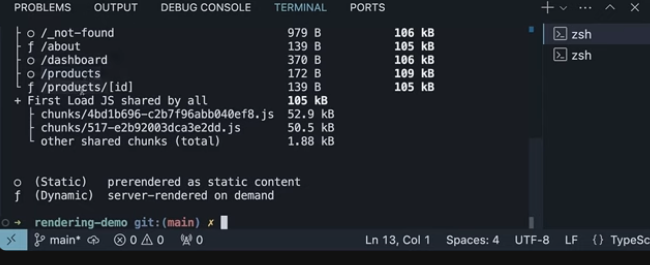 PROBLEMS OUTPUT DEBUG CONSOLE TERMINAL PORTS
├ ○ /_not-found 979 B 106 kB
├ ƒ /about 139 B 105 kB
├ ○ /dashboard 370 B 106 kB
├ ○ /products 172 B 109 kB
└ ƒ /products/[id] 139 B 105 kB
+ First Load JS shared by all 105 kB
├ chunks/4bd1b696-c2b7f96abb040ef8.js 52.9 kB
├ chunks/517-e2b92003dca3e2dd.js 50.5 kB
└ other shared chunks (total) 1.88 kB
○ (Static) prerendered as static content
ƒ (Dynamic) server-rendered on demand
→ rendering-demo git:(main) ✗
zsh
zsh
main* 0 0 0 Ln 13, Col 1 Spaces: 4 UTF-8 LF {} TypeSc